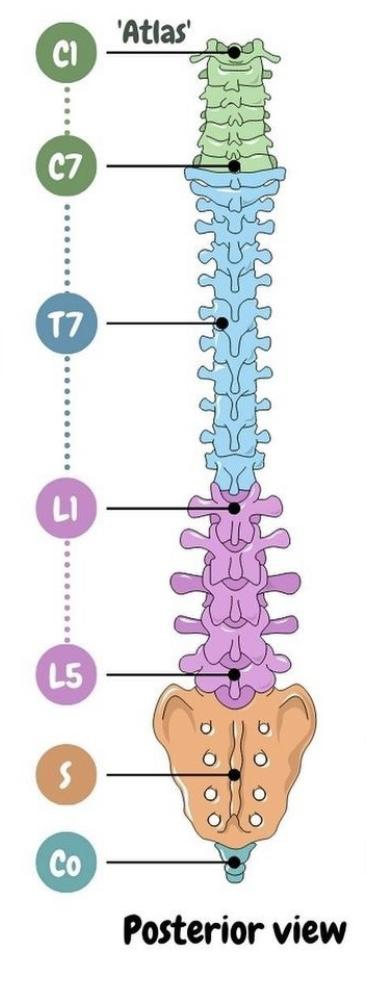 C1
'Atlas'
C7
T7
L1
L5
S
Co
Posterior view